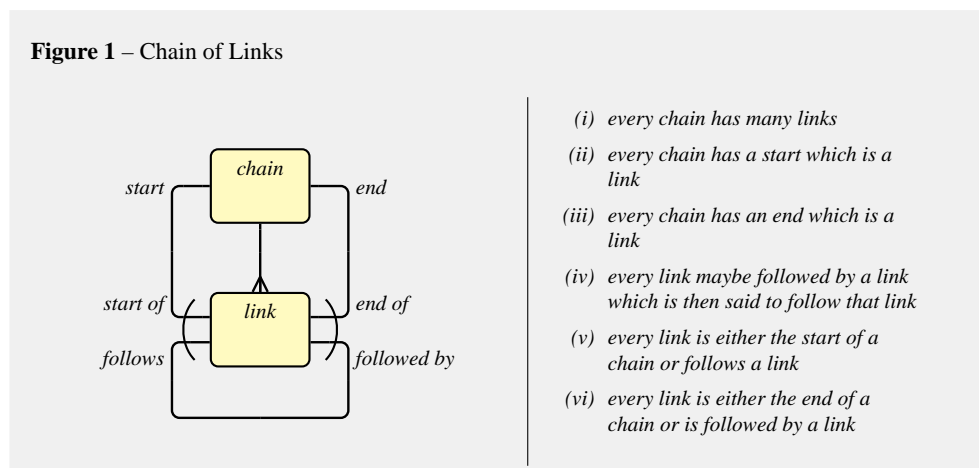 Figure 1 – Chain of Links
chain
start
end
start of
link
end of
follows
followed by
(i) every chain has many links
(ii) every chain has a start which is a
link
(iii) every chain has an end which is a
link
(iv) every link maybe followed by a link
which is then said to follow that link
(v) every link is either the start of a
chain or follows a link
(vi) every link is either the end of a
chain or is followed by a link